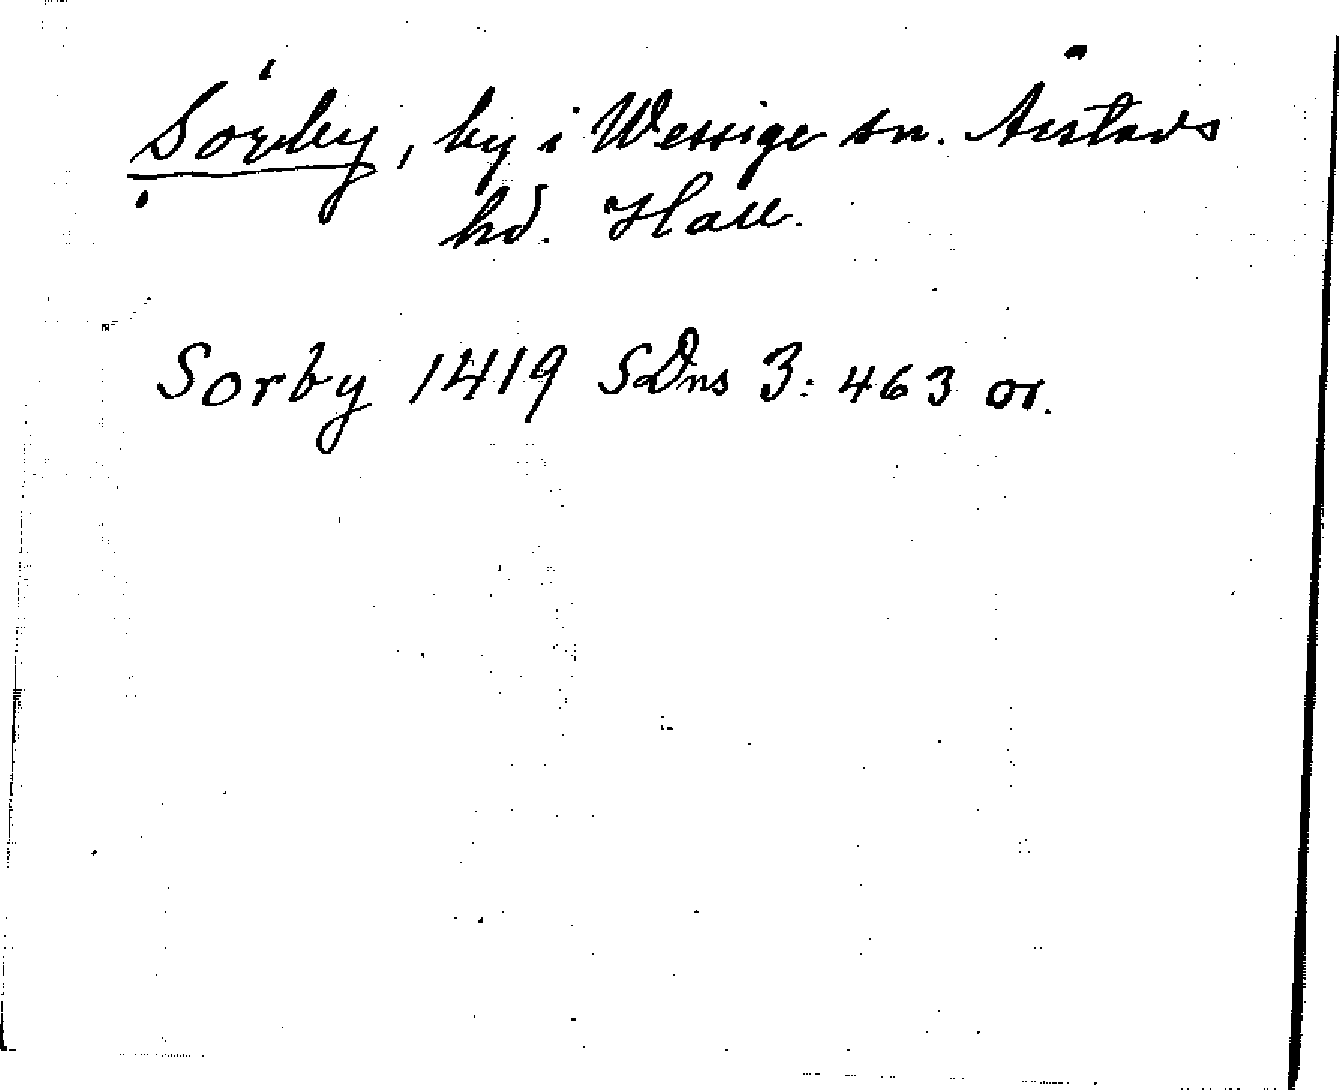 Sörby, by i Wessige sn. Årstads
hd. Hall.
Sorby 1419 SDns 3: 463 or.